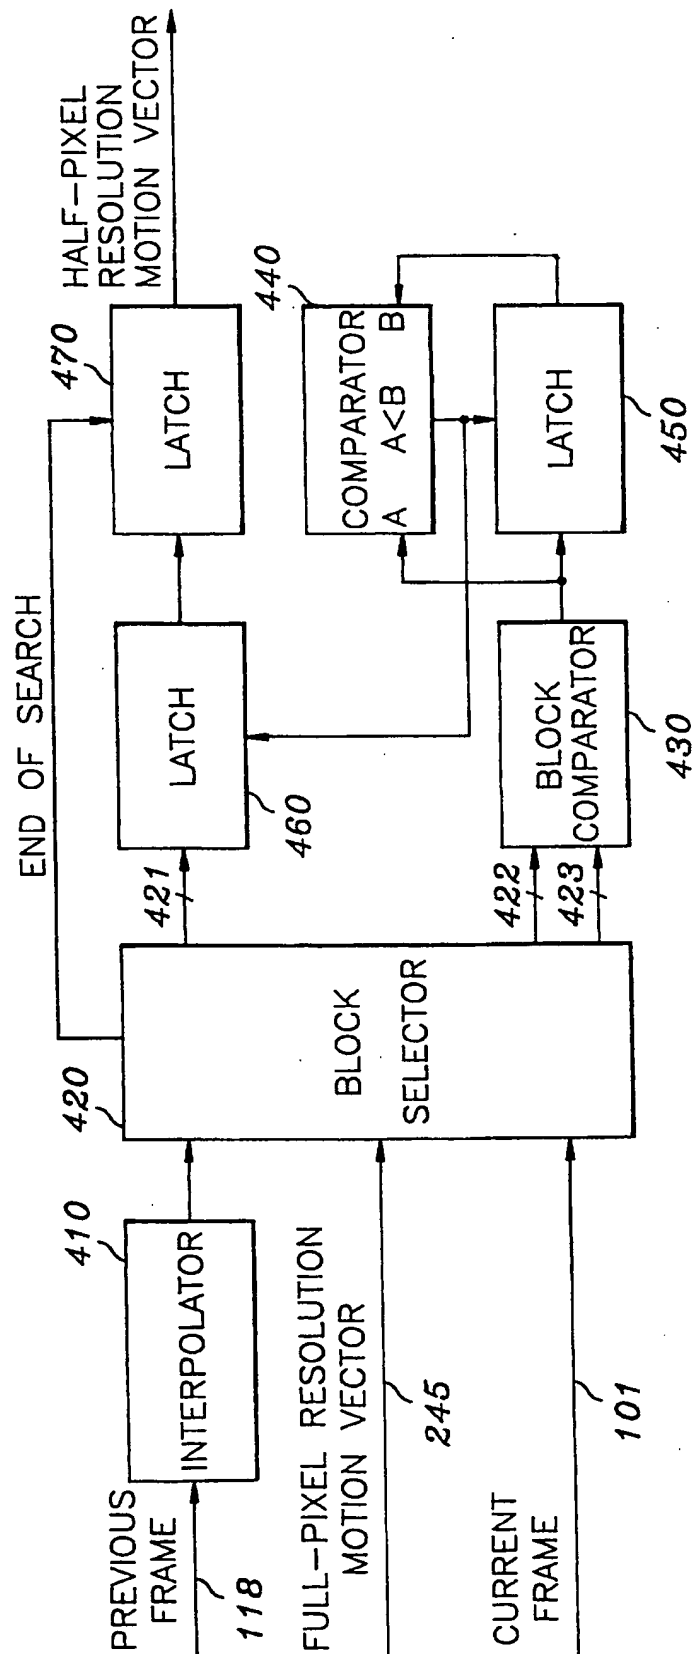 PREVIOUS
FRAME
118
INTERPOLATOR
410
FULL-PIXEL RESOLUTION
MOTION VECTOR
245
CURRENT
FRAME
101
420
BLOCK
SELECTOR
END OF SEARCH
421
LATCH
460
422
423
BLOCK
COMPARATOR
430
470
LATCH
HALF-PIXEL
RESOLUTION
MOTION VECTOR
440
COMPARATOR
A A<B B
LATCH
450